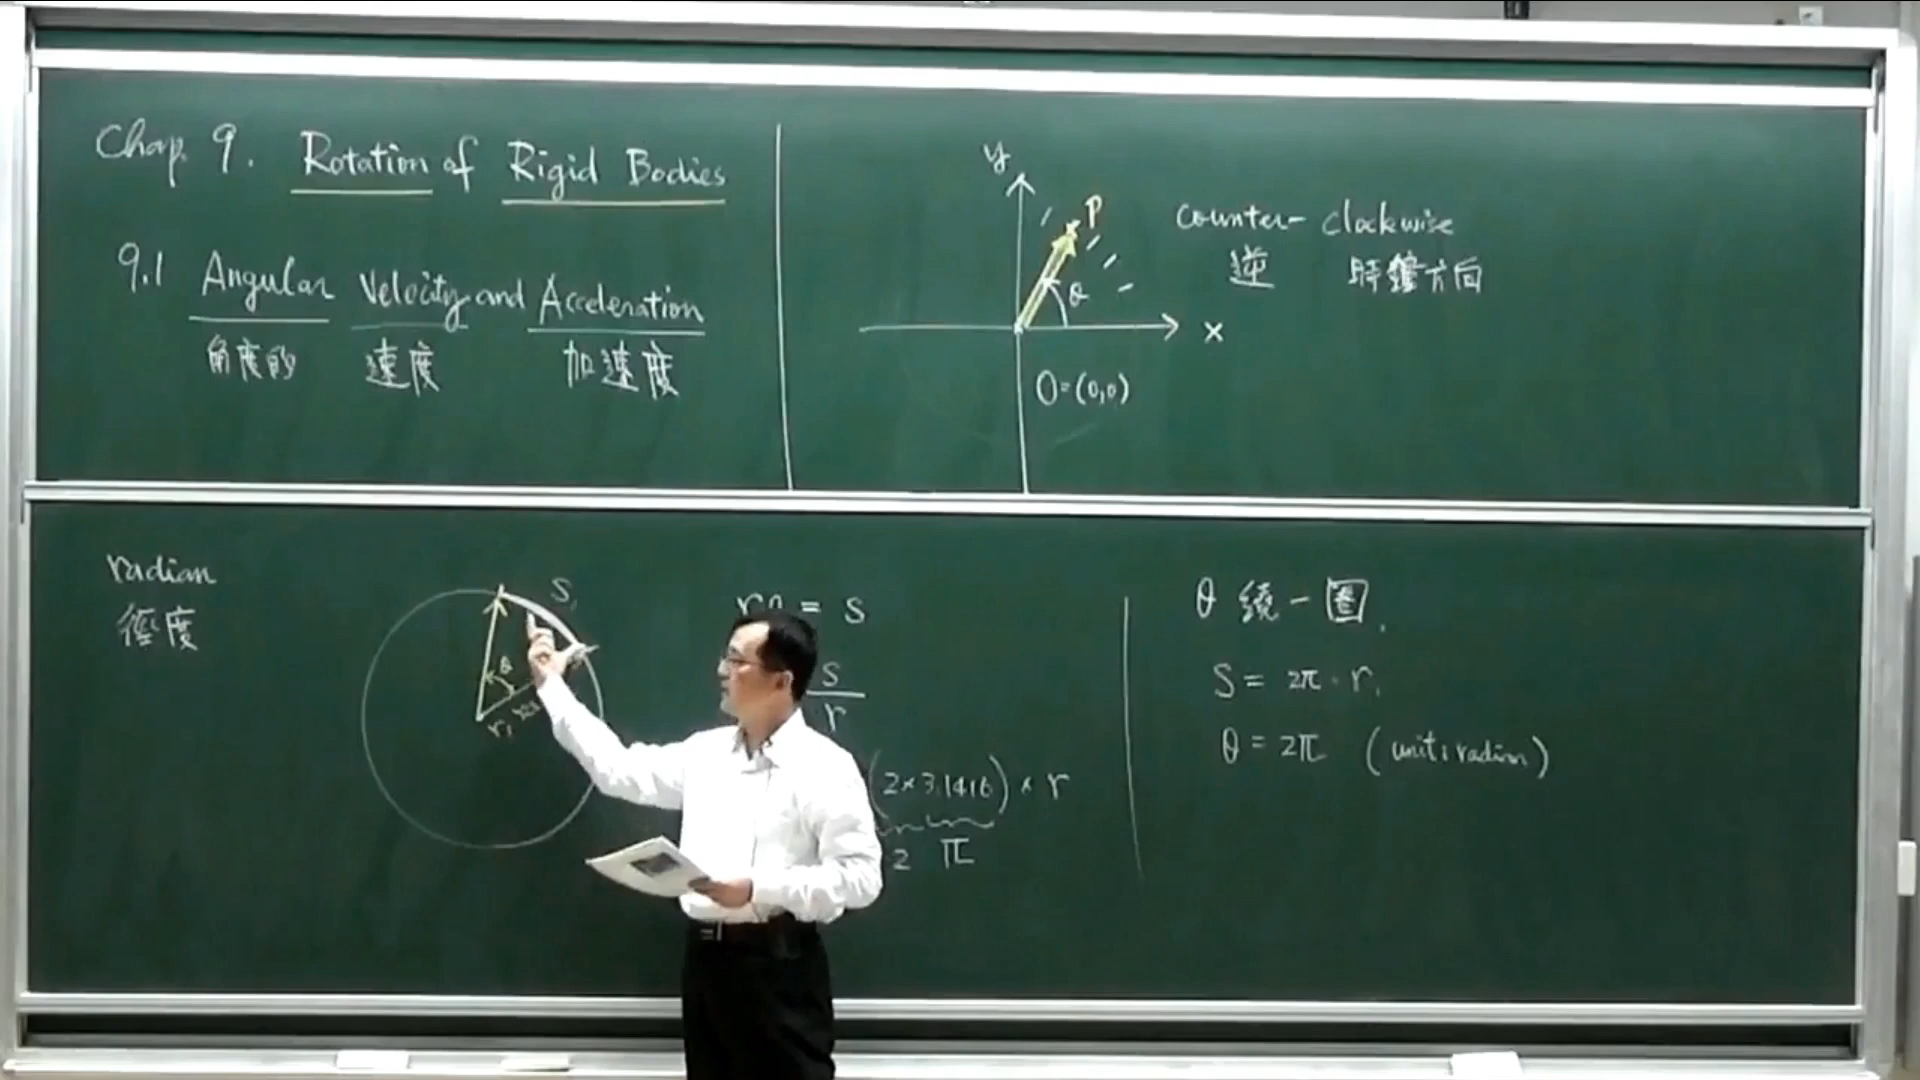 Chap. 9. Rotation of Rigid Bodies
9.1 Angular Velocity and Acceleration
角度的 速度 加速度
y
P
θ
x
O=(0,0)
counter-clockwise
逆 時鐘方向
radian
徑度
S
θ
r
= s
s
r
(2×3.1416) × r
2 π
θ 繞一圈.
S = 2π · r.
θ = 2π (unit: radian)